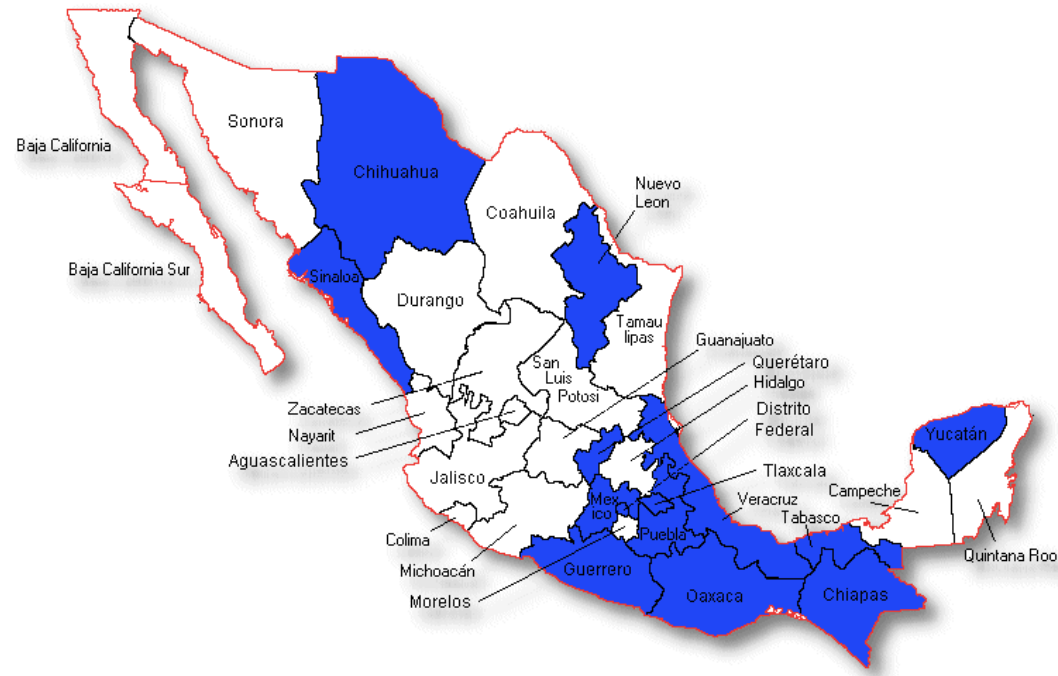 Sonora
Baja California
Chihuahua
Nuevo
Leon
Coahuila
Baja California Sur
Sinaloa
Durango
Tamau
lipas
Guanajuato
San
Luis
Potosi
Querétaro
Hidalgo
Zacatecas
Distrito
Federal
Nayarit
Yucatán
Aguascalientes
Tlaxcala
Jalisco
Campeche
Mex
ico
Veracruz
Tabasco
Colima
Puebla
Quintana Roo
Michoacán
Guerrero
Morelos
Oaxaca
Chiapas